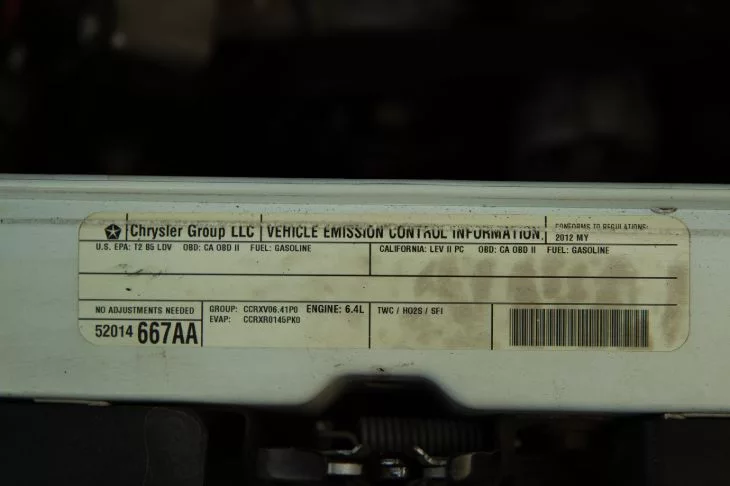 Chrysler Group LLC VEHICLE EMISSION CONTROL INFORMATION. CONFORMS TO REGULATIONS:
2012 MY
U.S. EPA: T2 B5 LDV OBD: CA OBD II FUEL: GASOLINE CALIFORNIA: LEV II PC OBD: CA OBD II FUEL: GASOLINE
NO ADJUSTMENTS NEEDED GROUP: CCRXV06.41P0 ENGINE: 6.4L TWC / HO2S / SFI
EVAP: CCRXR0145PK0
52014 667AA